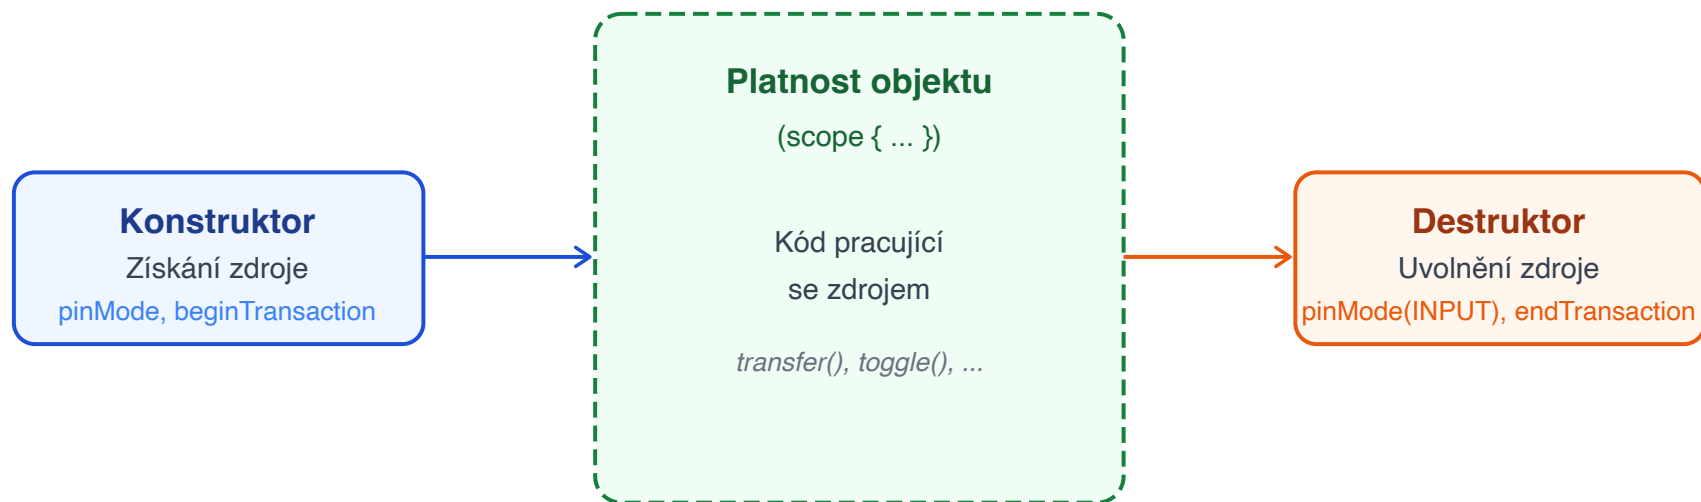 Konstruktor
Získání zdroje
pinMode, beginTransaction
Platnost objektu
(scope { ... })
Kód pracující
se zdrojem
transfer(), toggle(), ...
Destruktor
Uvolnění zdroje
pinMode(INPUT), endTransaction